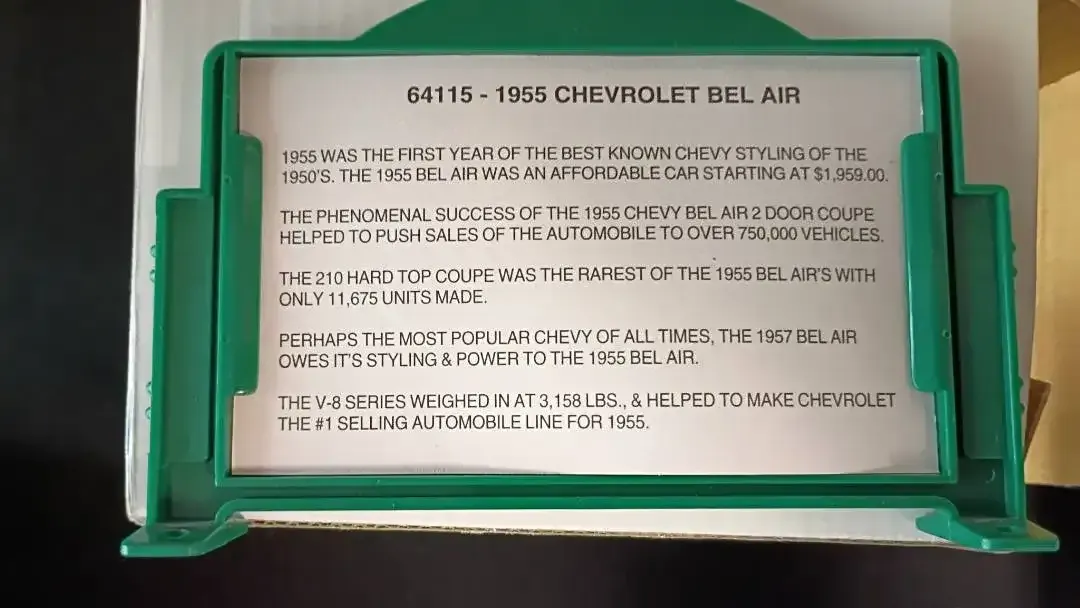 64115 - 1955 CHEVROLET BEL AIR
1955 WAS THE FIRST YEAR OF THE BEST KNOWN CHEVY STYLING OF THE
1950'S. THE 1955 BEL AIR WAS AN AFFORDABLE CAR STARTING AT $1,959.00.
THE PHENOMENAL SUCCESS OF THE 1955 CHEVY BEL AIR 2 DOOR COUPE
HELPED TO PUSH SALES OF THE AUTOMOBILE TO OVER 750,000 VEHICLES.
THE 210 HARD TOP COUPE WAS THE RAREST OF THE 1955 BEL AIR'S WITH
ONLY 11,675 UNITS MADE.
PERHAPS THE MOST POPULAR CHEVY OF ALL TIMES, THE 1957 BEL AIR
OWES IT'S STYLING & POWER TO THE 1955 BEL AIR.
THE V-8 SERIES WEIGHED IN AT 3,158 LBS., & HELPED TO MAKE CHEVROLET
THE #1 SELLING AUTOMOBILE LINE FOR 1955.